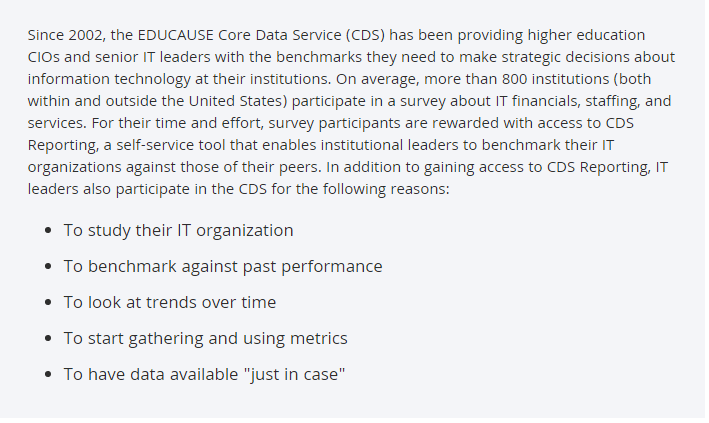 Since 2002, the EDUCAUSE Core Data Service (CDS) has been providing higher education
CIOs and senior IT leaders with the benchmarks they need to make strategic decisions about
information technology at their institutions. On average, more than 800 institutions (both
within and outside the United States) participate in a survey about IT financials, staffing, and
services. For their time and effort, survey participants are rewarded with access to CDS
Reporting, a self-service tool that enables institutional leaders to benchmark their IT
organizations against those of their peers. In addition to gaining access to CDS Reporting, IT
leaders also participate in the CDS for the following reasons:
• To study their IT organization
• To benchmark against past performance
• To look at trends over time
• To start gathering and using metrics
• To have data available "just in case"